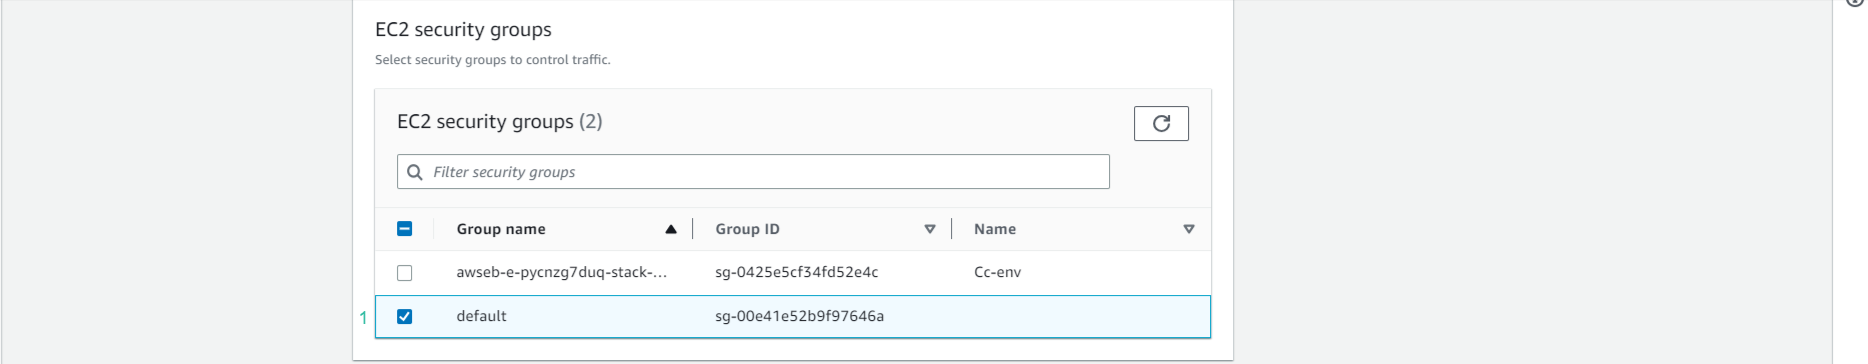 EC2 security groups
Select security groups to control traffic.
EC2 security groups (2)
Filter security groups
Group name Group ID Name
awseb-e-pycnzg7duq-stack-... sg-0425e5cf34fd52e4c Cc-env
1 default sg-00e41e52b9f97646a